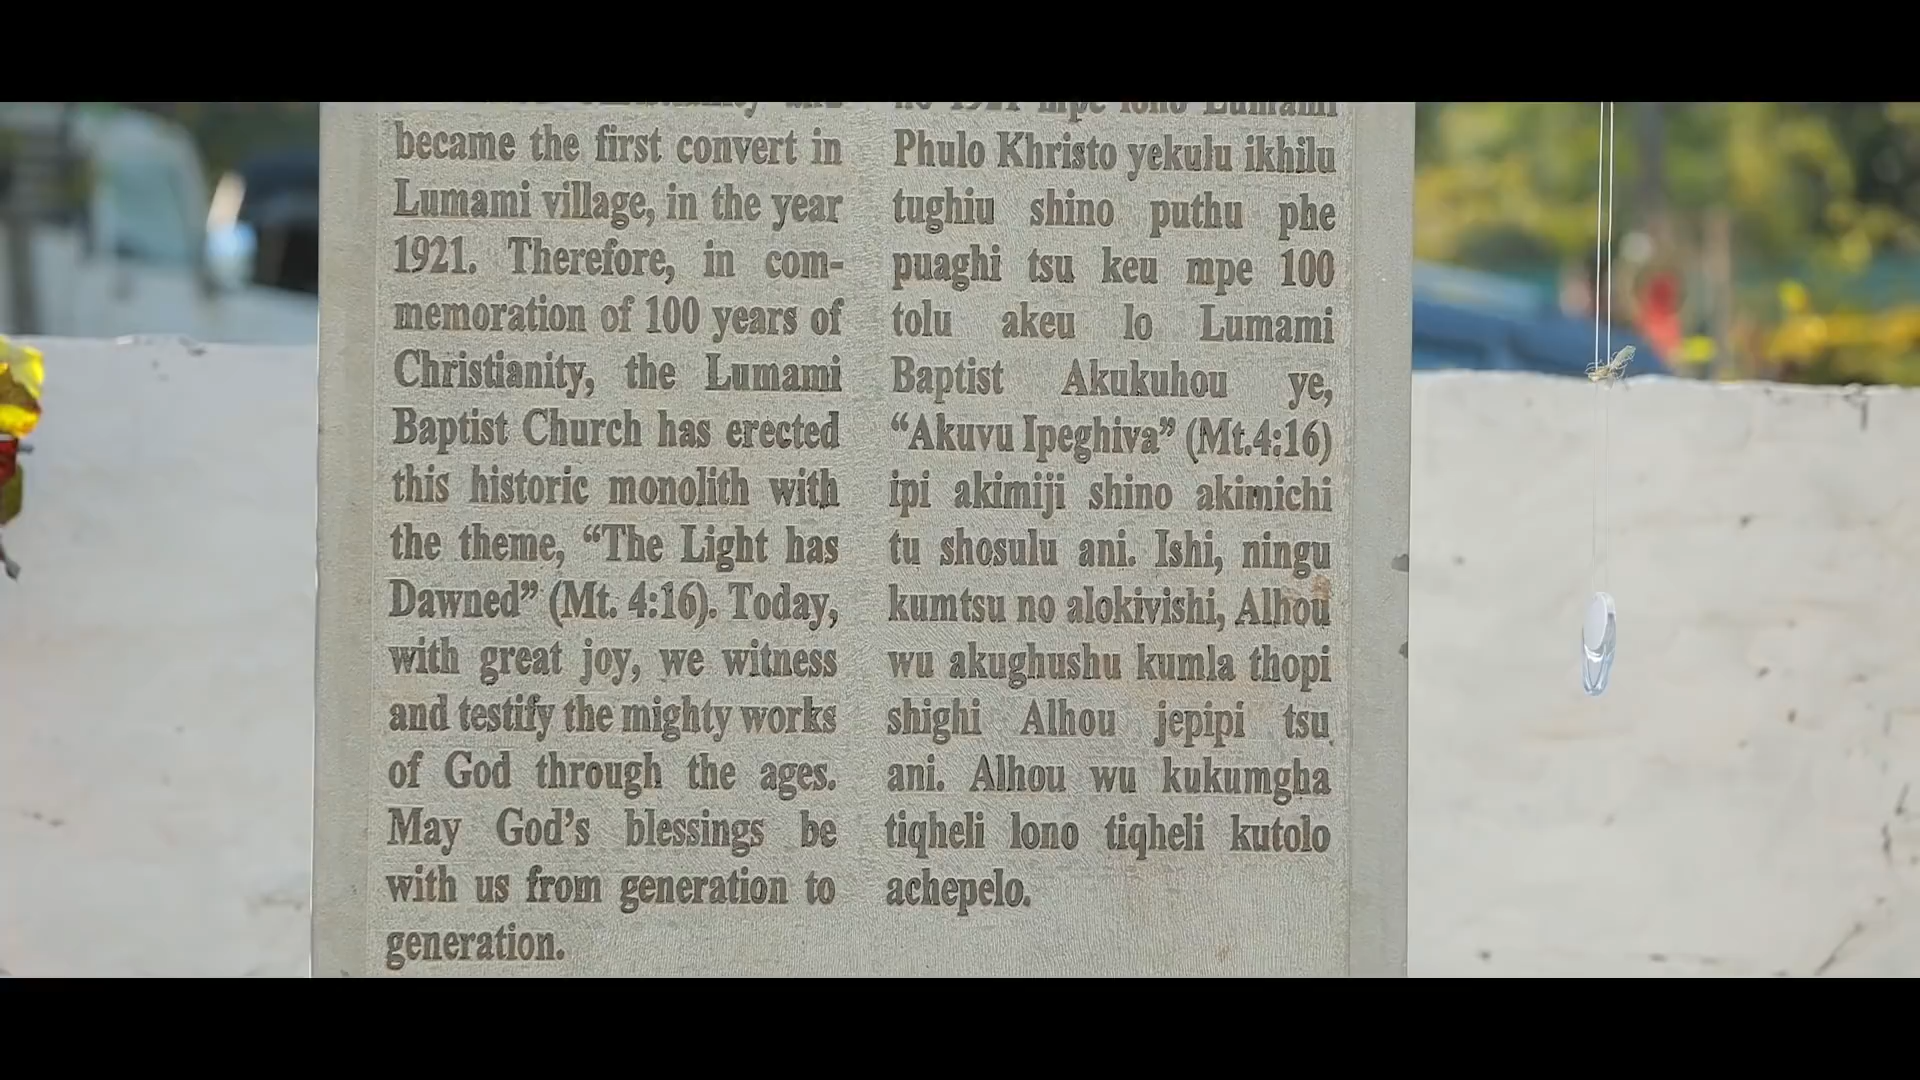 became the first convert in
Lumami village, in the year
1921. Therefore, in com-
memoration of 100 years of
Christianity, the Lumami
Baptist Church has erected
this historic monolith with
the theme, “The Light has
Dawned” (Mt. 4:16). Today,
with great joy, we witness
and testify the mighty works
of God through the ages.
May God’s blessings be
with us from generation to
generation.
no 1921 mpe lono Lumami
Phulo Khristo yekulu ikhilu
tughiu shino puthu phe
puaghi tsu keu mpe 100
tolu akeu lo Lumami
Baptist Akukuhou ye,
“Akuvu Ipeghiva” (Mt.4:16)
ipi akimiji shino akimichi
tu shosulu ani. Ishi, ningu
kumtsu no alokivishi, Alhou
wu akughushu kumla thopi
shighi Alhou jepipi tsu
ani. Alhou wu kukumgha
tiqheli lono tiqheli kutolo
achepelo.